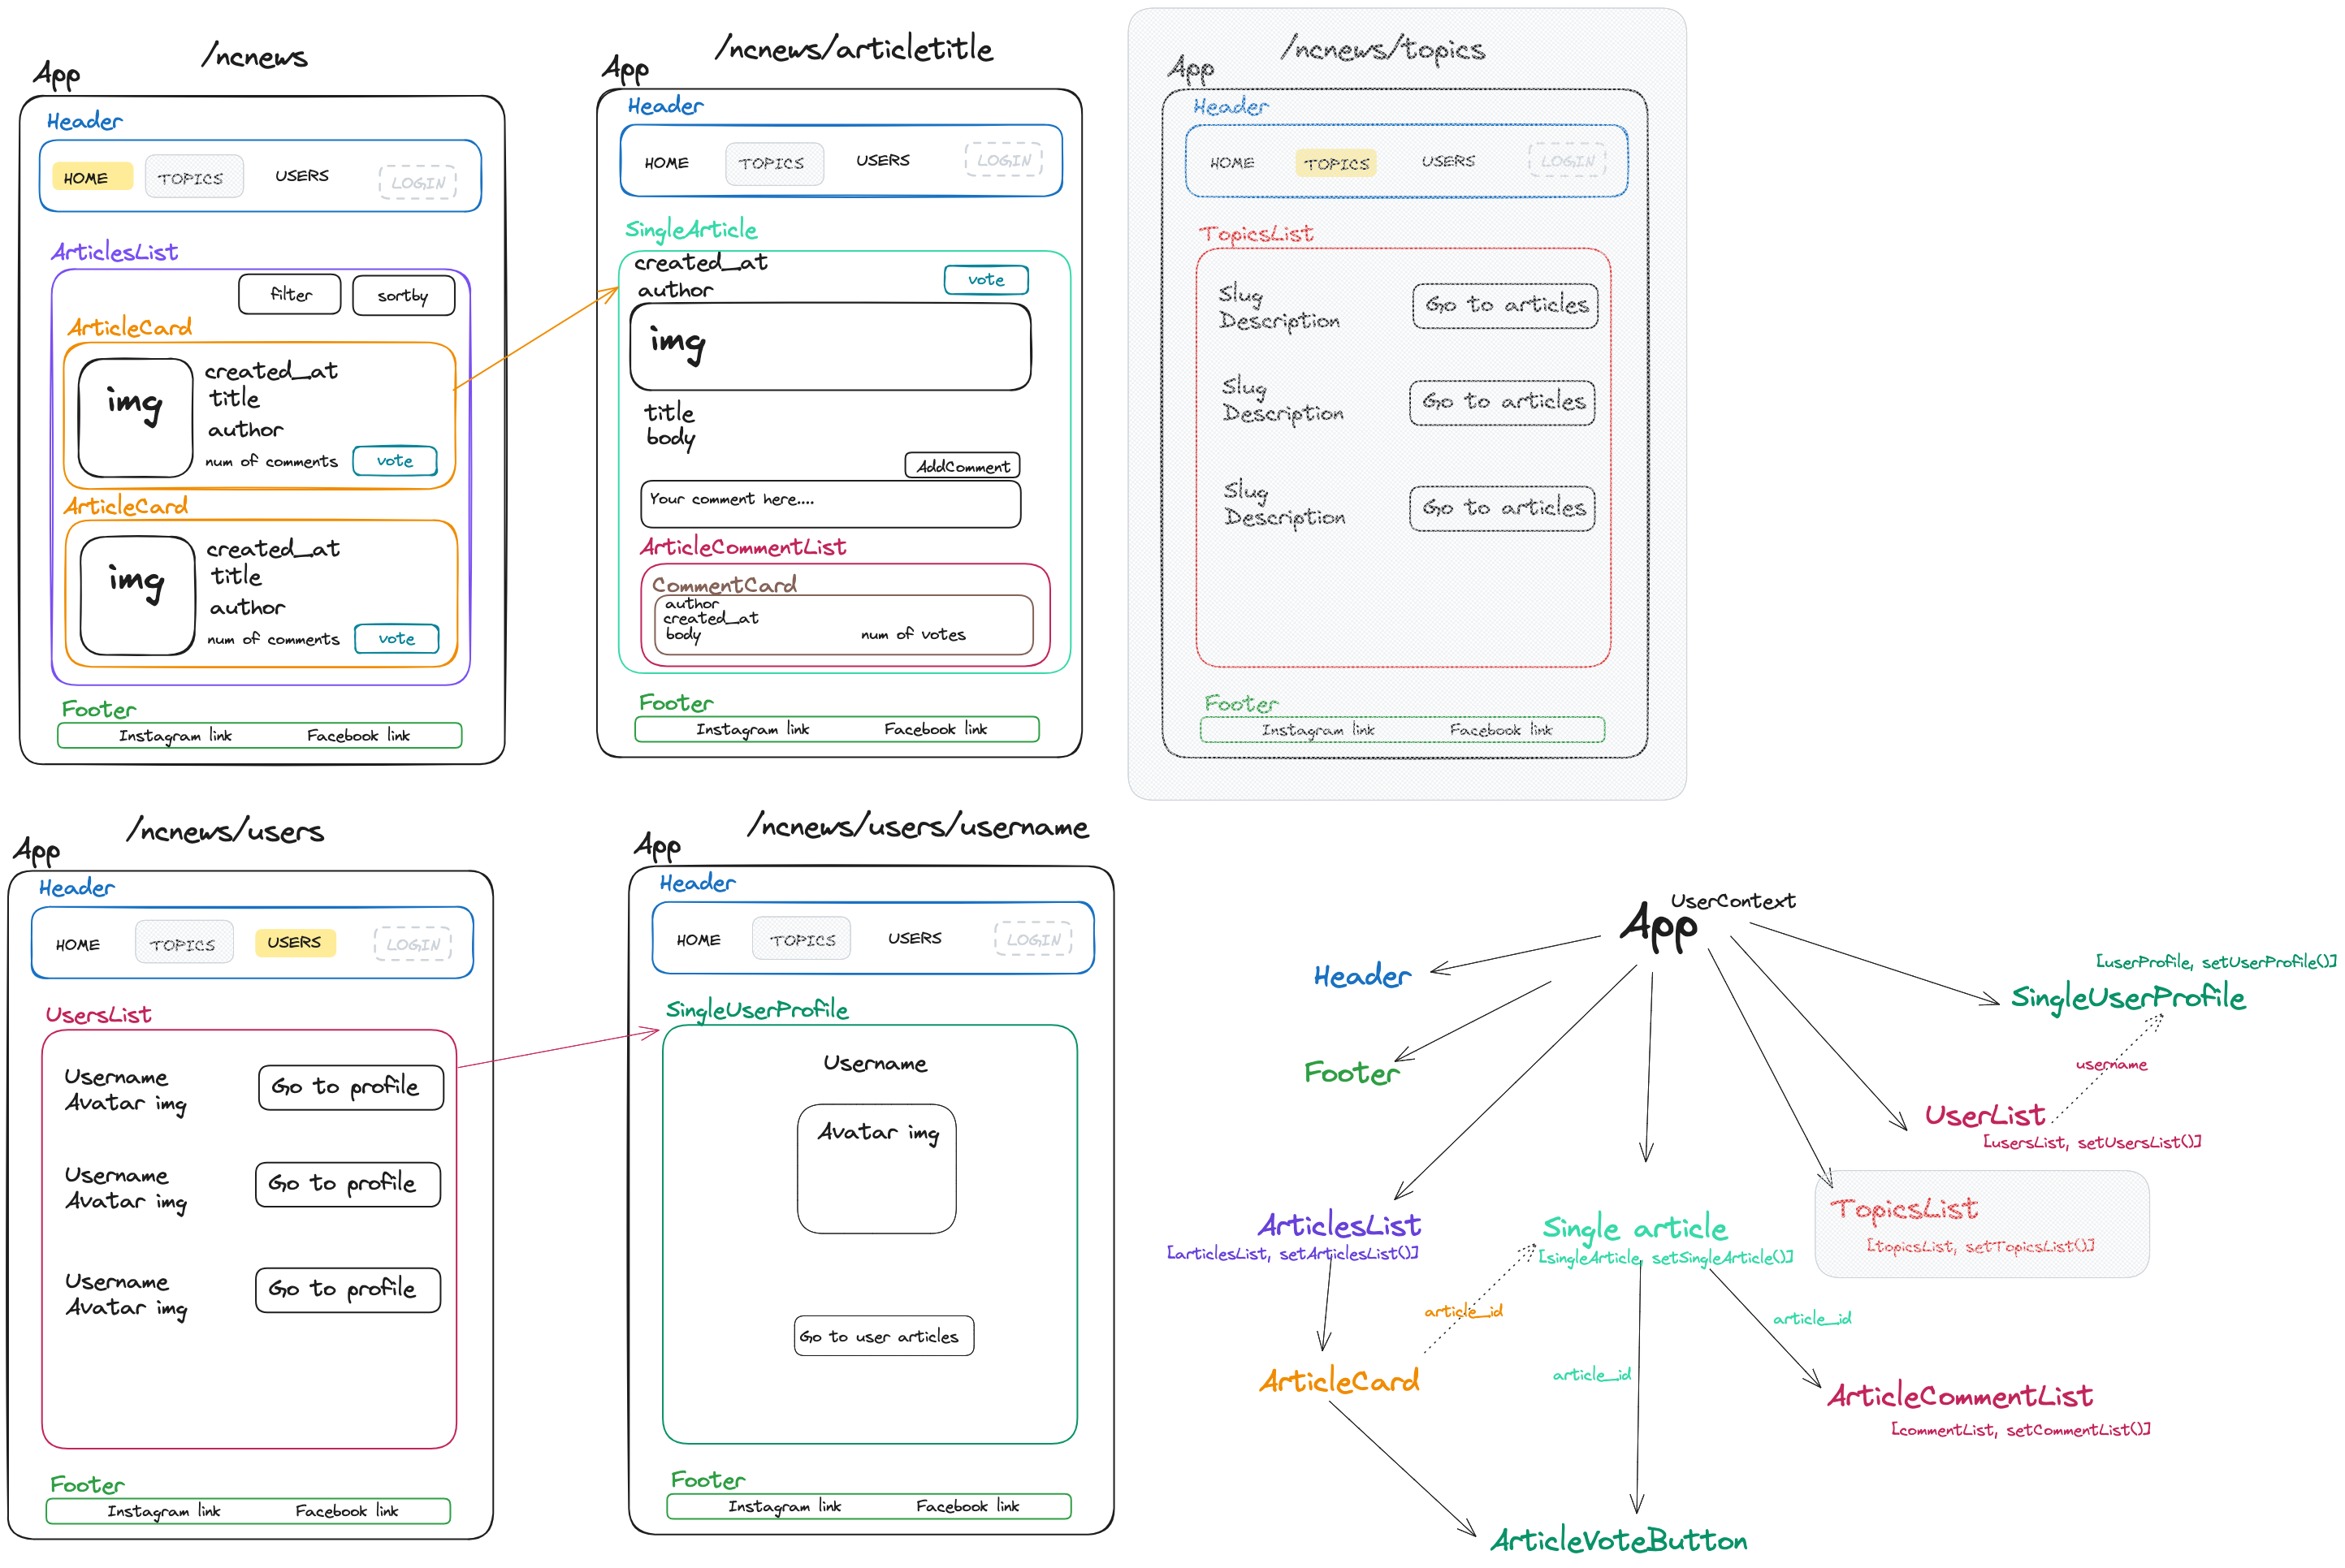 /ncnews
App
Header
HOME
TOPICS
USERS
LOGIN
ArticlesList
filter
sortby
ArticleCard
img
created_at
title
author
num of comments
vote
ArticleCard
img
created_at
title
author
num of comments
vote
Footer
Instagram link
Facebook link
/ncnews/articletitle
App
Header
HOME
TOPICS
USERS
LOGIN
SingleArticle
created_at
author
vote
img
title
body
AddComment
Your comment here....
ArticleCommentList
CommentCard
author
created_at
body
num of votes
Footer
Instagram link
Facebook link
/ncnews/topics
App
Header
HOME
TOPICS
USERS
LOGIN
TopicsList
Slug
Description
Go to articles
Slug
Description
Go to articles
Slug
Description
Go to articles
Footer
Instagram link
Facebook link
/ncnews/users
App
Header
HOME
TOPICS
USERS
LOGIN
UsersList
Username
Avatar img
Go to profile
Username
Avatar img
Go to profile
Username
Avatar img
Go to profile
Footer
Instagram link
Facebook link
/ncnews/users/username
App
Header
HOME
TOPICS
USERS
LOGIN
SingleUserProfile
Username
Avatar img
Go to user articles
Footer
Instagram link
Facebook link
UserContext
App
Header
Footer
[userProfile, setUserProfile()]
SingleUserProfile
username
UserList
[usersList, setUsersList()]
TopicsList
[topicsList, setTopicsList()]
ArticlesList
[articlesList, setArticlesList()]
Single article
[singleArticle, setSingleArticle()]
article_id
article_id
article_id
ArticleCard
ArticleCommentList
[commentList, setCommentList()]
ArticleVoteButton